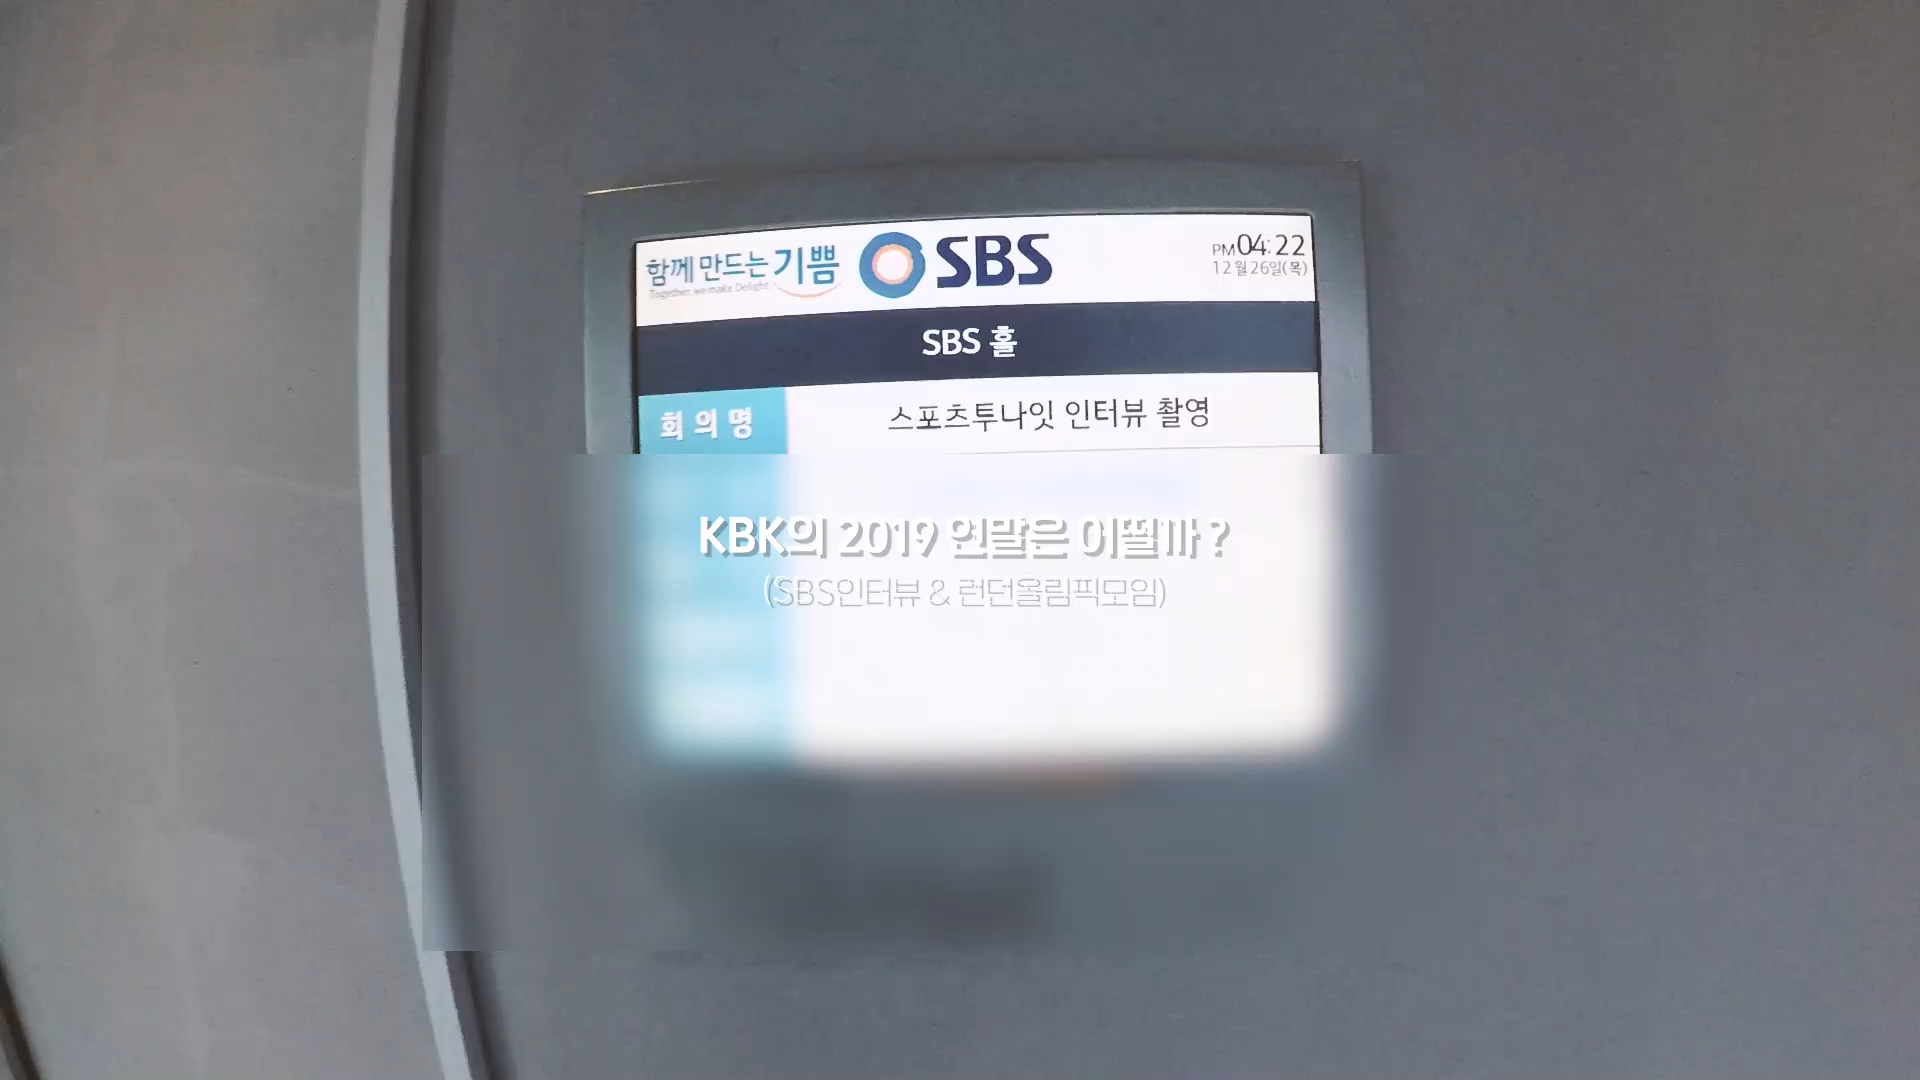 함께 만드는 기쁨
Together we make Delight
SBS
PM 04:22
12월26일(목)
SBS 홀
회의명
스포츠투나잇 인터뷰 촬영
KBK의 2019 연말은 어떨까 ?
(SBS인터뷰 & 런던올림픽모임)